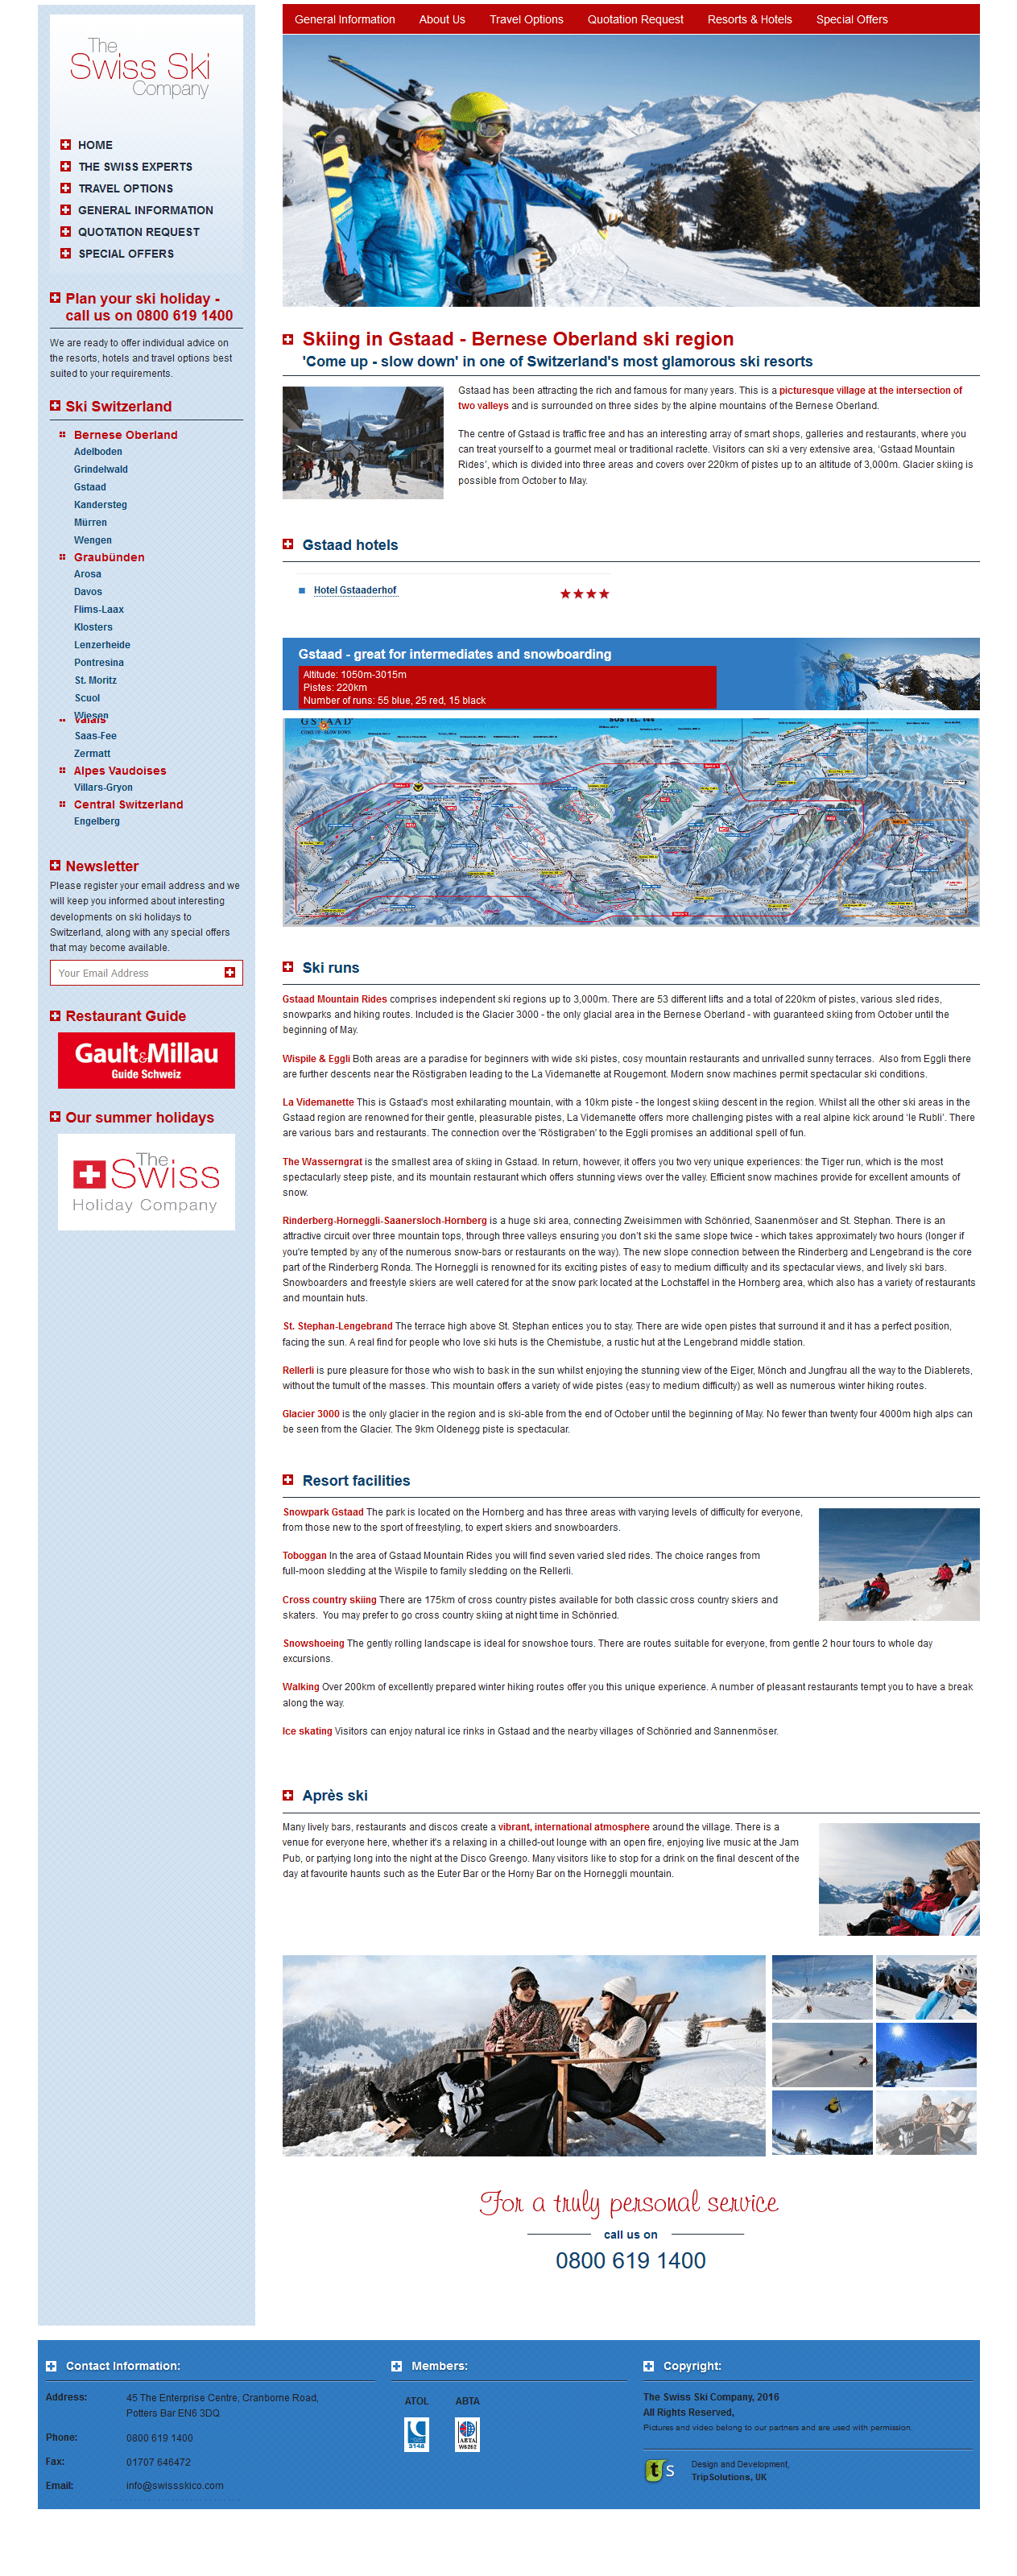 The
Swiss Ski
Company
HOME
THE SWISS EXPERTS
TRAVEL OPTIONS
GENERAL INFORMATION
QUOTATION REQUEST
SPECIAL OFFERS
Plan your ski holiday -
call us on 0800 619 1400
We are ready to offer individual advice on
the resorts, hotels and travel options best
suited to your requirements.
Ski Switzerland
Bernese Oberland
Adelboden
Grindelwald
Gstaad
Kandersteg
Mürren
Wengen
Graubünden
Arosa
Davos
Flims-Laax
Klosters
Lenzerheide
Pontresina
St. Moritz
Scuol
Wiesen
Valais
Saas-Fee
Zermatt
Alpes Vaudoises
Villars-Gryon
Central Switzerland
Engelberg
Newsletter
Please register your email address and we
will keep you informed about interesting
developments on ski holidays to
Switzerland, along with any special offers
that may become available.
Your Email Address
Restaurant Guide
Gault&Millau
Guide Schweiz
Our summer holidays
The
Swiss
Holiday Company
General Information About Us Travel Options Quotation Request Resorts & Hotels Special Offers
Skiing in Gstaad - Bernese Oberland ski region
'Come up - slow down' in one of Switzerland's most glamorous ski resorts
Gstaad has been attracting the rich and famous for many years. This is a picturesque village at the intersection of
two valleys and is surrounded on three sides by the alpine mountains of the Bernese Oberland.
The centre of Gstaad is traffic free and has an interesting array of smart shops, galleries and restaurants, where you
can treat yourself to a gourmet meal or traditional raclette. Visitors can ski a very extensive area, 'Gstaad Mountain
Rides', which is divided into three areas and covers over 220km of pistes up to an altitude of 3,000m. Glacier skiing is
possible from October to May.
Gstaad hotels
Hotel Gstaaderhof
Gstaad - great for intermediates and snowboarding
Altitude: 1050m-3015m
Pistes: 220km
Number of runs: 55 blue, 25 red, 15 black
GSTAAD
COME UP - SLOW DOWN
Ski runs
Gstaad Mountain Rides comprises independent ski regions up to 3,000m. There are 53 different lifts and a total of 220km of pistes, various sled rides,
snowparks and hiking routes. Included is the Glacier 3000 - the only glacial area in the Bernese Oberland - with guaranteed skiing from October until the
beginning of May.
Wispile & Eggli Both areas are a paradise for beginners with wide ski pistes, cosy mountain restaurants and unrivalled sunny terraces. Also from Eggli there
are further descents near the Röstigraben leading to the La Videmanette at Rougemont. Modern snow machines permit spectacular ski conditions.
La Videmanette This is Gstaad's most exhilarating mountain, with a 10km piste - the longest skiing descent in the region. Whilst all the other ski areas in the
Gstaad region are renowned for their gentle, pleasurable pistes, La Videmanette offers more challenging pistes with a real alpine kick around 'le Rubli'. There
are various bars and restaurants. The connection over the 'Röstigraben' to the Eggli promises an additional spell of fun.
The Wasserngrat is the smallest area of skiing in Gstaad. In return, however, it offers you two very unique experiences: the Tiger run, which is the most
spectacularly steep piste, and its mountain restaurant which offers stunning views over the valley. Efficient snow machines provide for excellent amounts of
snow.
Rinderberg-Horneggli-Saanersloch-Hornberg is a huge ski area, connecting Zweisimmen with Schönried, Saanenmöser and St. Stephan. There is an
attractive circuit over three mountain tops, through three valleys ensuring you don't ski the same slope twice - which takes approximately two hours (longer if
you're tempted by any of the numerous snow-bars or restaurants on the way). The new slope connection between the Rinderberg and Lengebrand is the core
part of the Rinderberg Ronda. The Horneggli is renowned for its exciting pistes of easy to medium difficulty and its spectacular views, and lively ski bars.
Snowboarders and freestyle skiers are well catered for at the snow park located at the Lochstaffel in the Hornberg area, which also has a variety of restaurants
and mountain huts.
St. Stephan-Lengebrand The terrace high above St. Stephan entices you to stay. There are wide open pistes that surround it and it has a perfect position,
facing the sun. A real find for people who love ski huts is the Chemistube, a rustic hut at the Lengebrand middle station.
Rellerli is pure pleasure for those who wish to bask in the sun whilst enjoying the stunning view of the Eiger, Mönch and Jungfrau all the way to the Diablerets,
without the tumult of the masses. This mountain offers a variety of wide pistes (easy to medium difficulty) as well as numerous winter hiking routes.
Glacier 3000 is the only glacier in the region and is ski-able from the end of October until the beginning of May. No fewer than twenty four 4000m high alps can
be seen from the Glacier. The 9km Oldenegg piste is spectacular.
Resort facilities
Snowpark Gstaad The park is located on the Hornberg and has three areas with varying levels of difficulty for everyone,
from those new to the sport of freestyling, to expert skiers and snowboarders.
Toboggan In the area of Gstaad Mountain Rides you will find seven varied sled rides. The choice ranges from
full-moon sledding at the Wispile to family sledding on the Rellerli.
Cross country skiing There are 175km of cross country pistes available for both classic cross country skiers and
skaters. You may prefer to go cross country skiing at night time in Schönried.
Snowshoeing The gently rolling landscape is ideal for snowshoe tours. There are routes suitable for everyone, from gentle 2 hour tours to whole day
excursions.
Walking Over 200km of excellently prepared winter hiking routes offer you this unique experience. A number of pleasant restaurants tempt you to have a break
along the way.
Ice skating Visitors can enjoy natural ice rinks in Gstaad and the nearby villages of Schönried and Sannenmöser.
Après ski
Many lively bars, restaurants and discos create a vibrant, international atmosphere around the village. There is a
venue for everyone here, whether it's a relaxing in a chilled-out lounge with an open fire, enjoying live music at the Jam
Pub, or partying long into the night at the Disco Greengo. Many visitors like to stop for a drink on the final descent of the
day at favourite haunts such as the Euter Bar or the Horny Bar on the Horneggli mountain.
For a truly personal service
call us on
0800 619 1400
Contact Information:
Address: 45 The Enterprise Centre, Cranborne Road,
Potters Bar EN6 3DQ
Phone: 0800 619 1400
Fax: 01707 646472
Email: info@swissskico.com
Members:
ATOL ABTA
3148
ABTA
W6262
Copyright:
The Swiss Ski Company, 2016
All Rights Reserved,
Pictures and video belong to our partners and are used with permission.
ts
Design and Development,
TripSolutions, UK